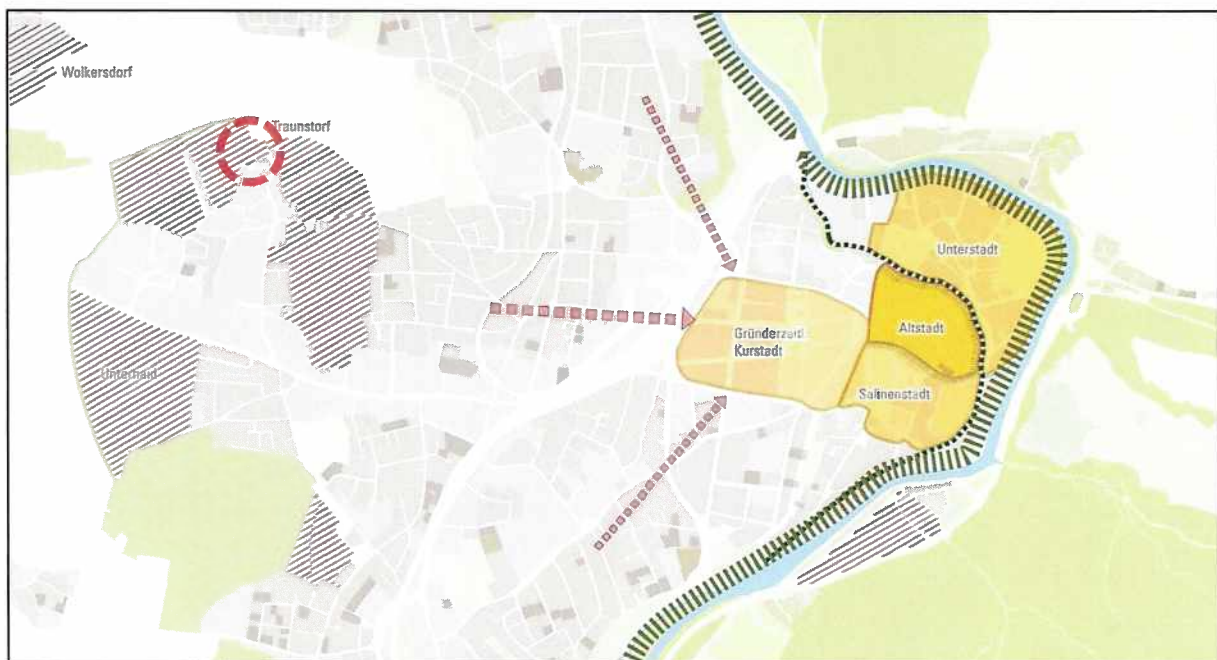 Wolkersdorf
Traunstorf
Unterstadt
Altstadt
Gründerzeit/
Kurstadt
Salinenstadt
Unterhaid